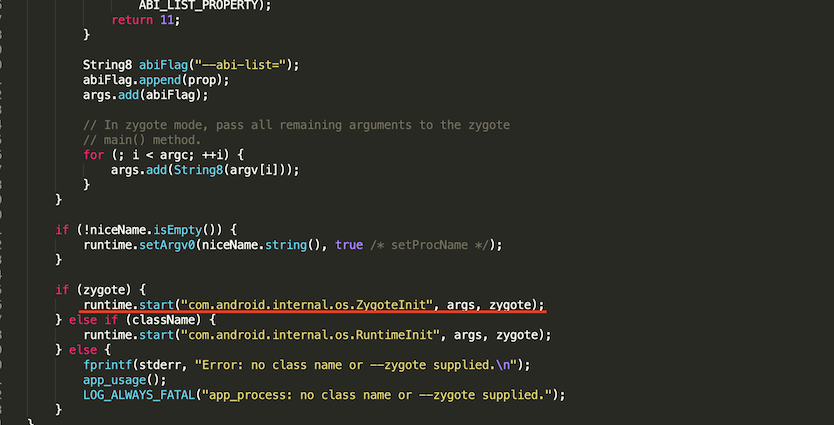 ABI_LIST_PROPERTY);
return 11;
}
String8 abiFlag("--abi-list=");
abiFlag.append(prop);
args.add(abiFlag);
// In zygote mode, pass all remaining arguments to the zygote
// main() method.
for (; i < argc; ++i) {
args.add(String8(argv[i]));
}
}
if (!niceName.isEmpty()) {
runtime.setArgv0(niceName.string(), true /* setProcName */);
}
if (zygote) {
runtime.start("com.android.internal.os.ZygoteInit", args, zygote);
} else if (className) {
runtime.start("com.android.internal.os.RuntimeInit", args, zygote);
} else {
fprintf(stderr, "Error: no class name or --zygote supplied.\n");
app_usage();
LOG_ALWAYS_FATAL("app_process: no class name or --zygote supplied.");
}
}